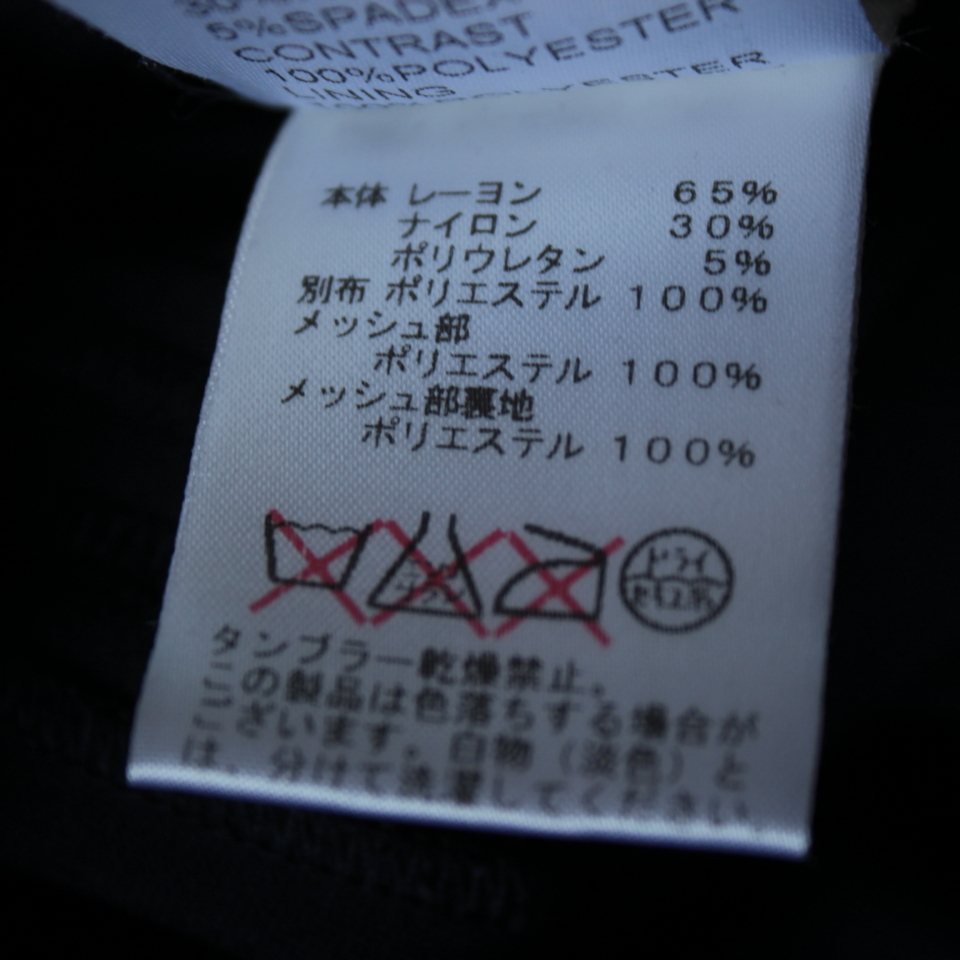 5%SPADEX
CONTRAST
100%POLYESTER
LINING
本体 レーヨン 65%
ナイロン 30%
ポリウレタン 5%
別布 ポリエステル 100%
メッシュ部
ポリエステル 100%
メッシュ部裏地
ポリエステル 100%
ドライ
タンブラー乾燥禁止。
この製品は色落ちする場合が
ございます。白物(淡色)と
は、分けて洗濯してください